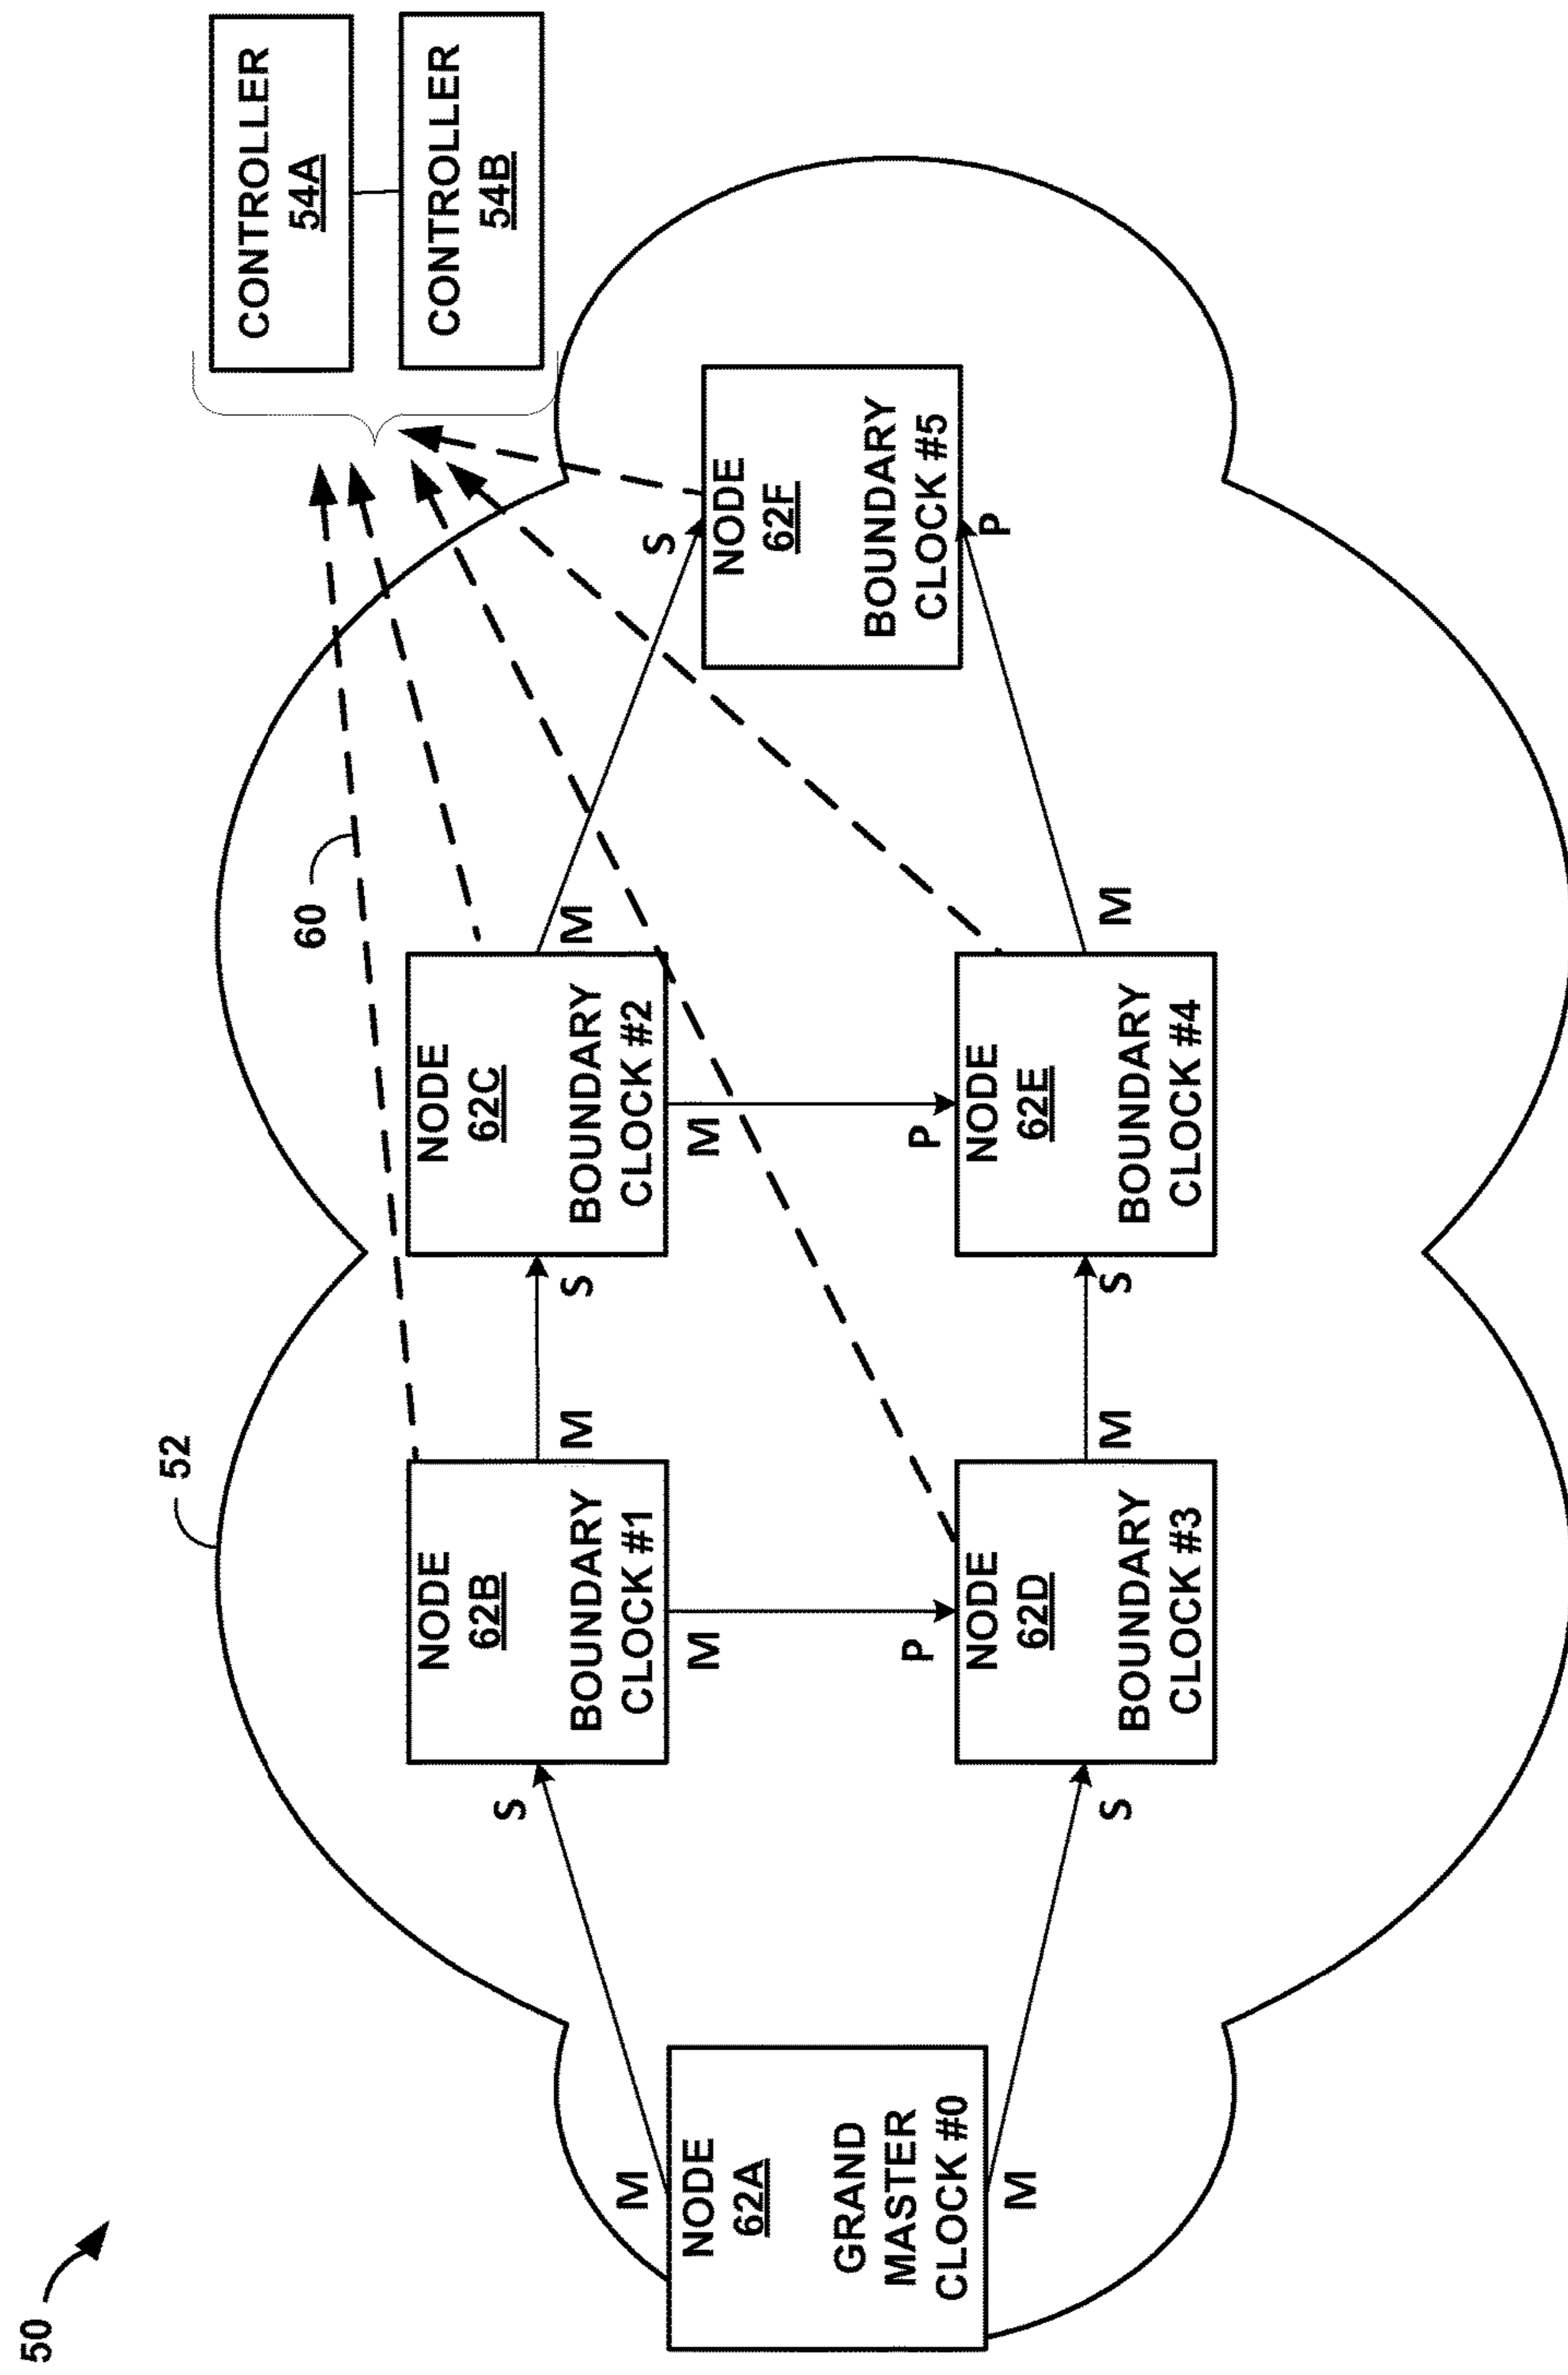 50
52
60
CONTROLLER
54A
CONTROLLER
54B
NODE
62A
GRAND
MASTER
CLOCK #0
M
M
S
NODE
62B
BOUNDARY
CLOCK #1
M
M
S
NODE
62C
BOUNDARY
CLOCK #2
M
M
S
P
NODE
62D
BOUNDARY
CLOCK #3
M
S
P
NODE
62E
BOUNDARY
CLOCK #4
M
S
NODE
62F
BOUNDARY
CLOCK #5
P